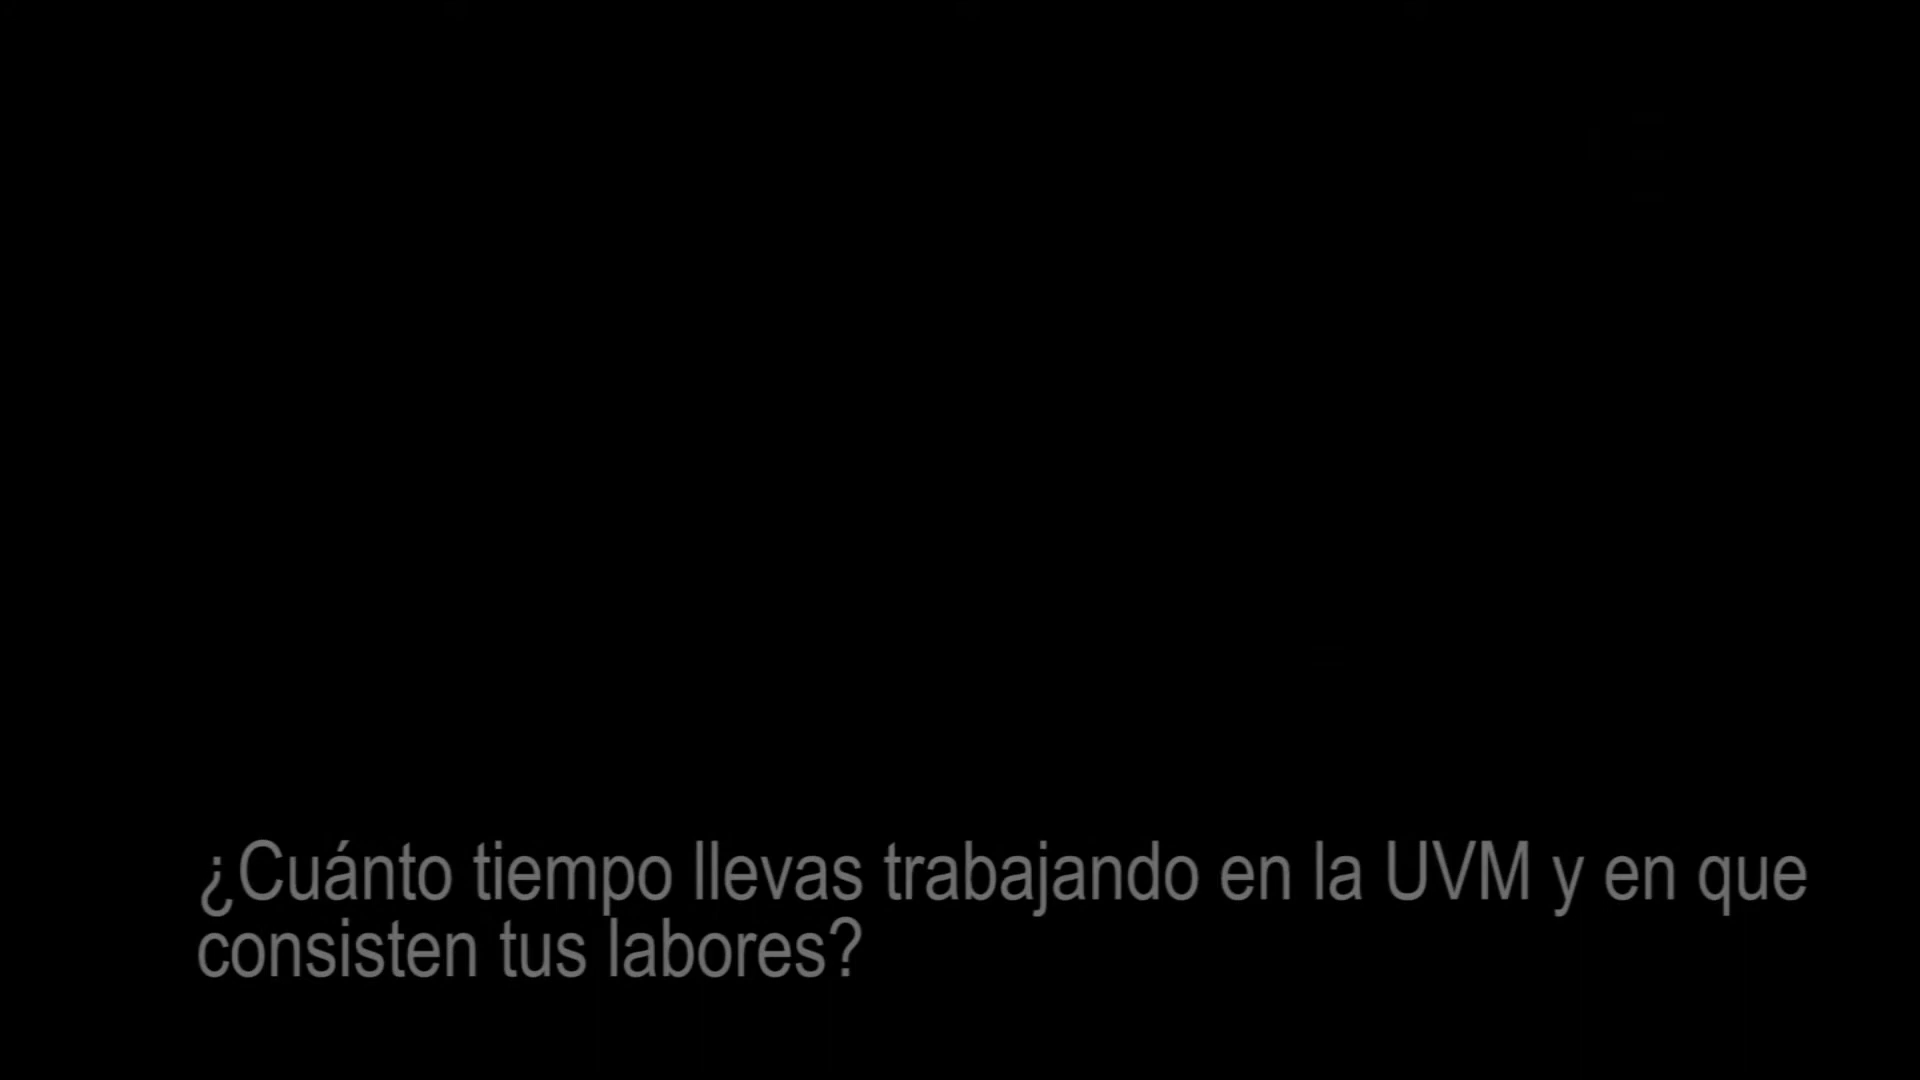 ¿Cuánto tiempo llevas trabajando en la UVM y en que
consisten tus labores?